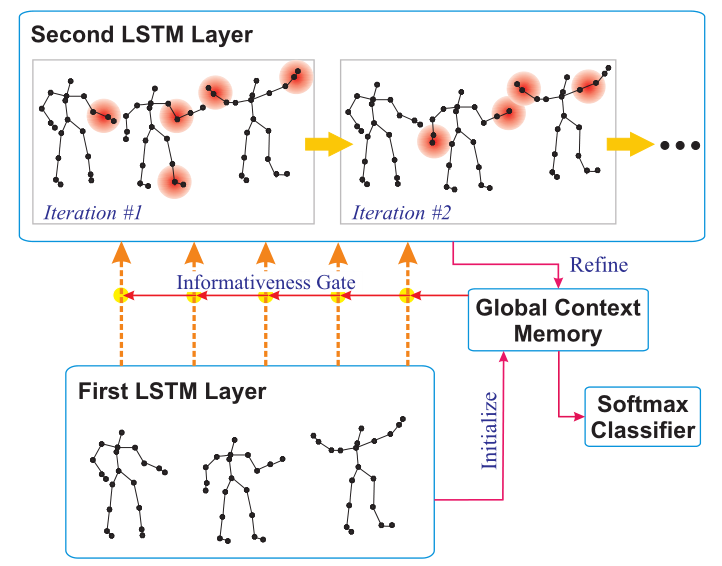 Second LSTM Layer
Iteration #1
Iteration #2
Informativeness Gate
Refine
Global Context
Memory
First LSTM Layer
Initialize
Softmax
Classifier